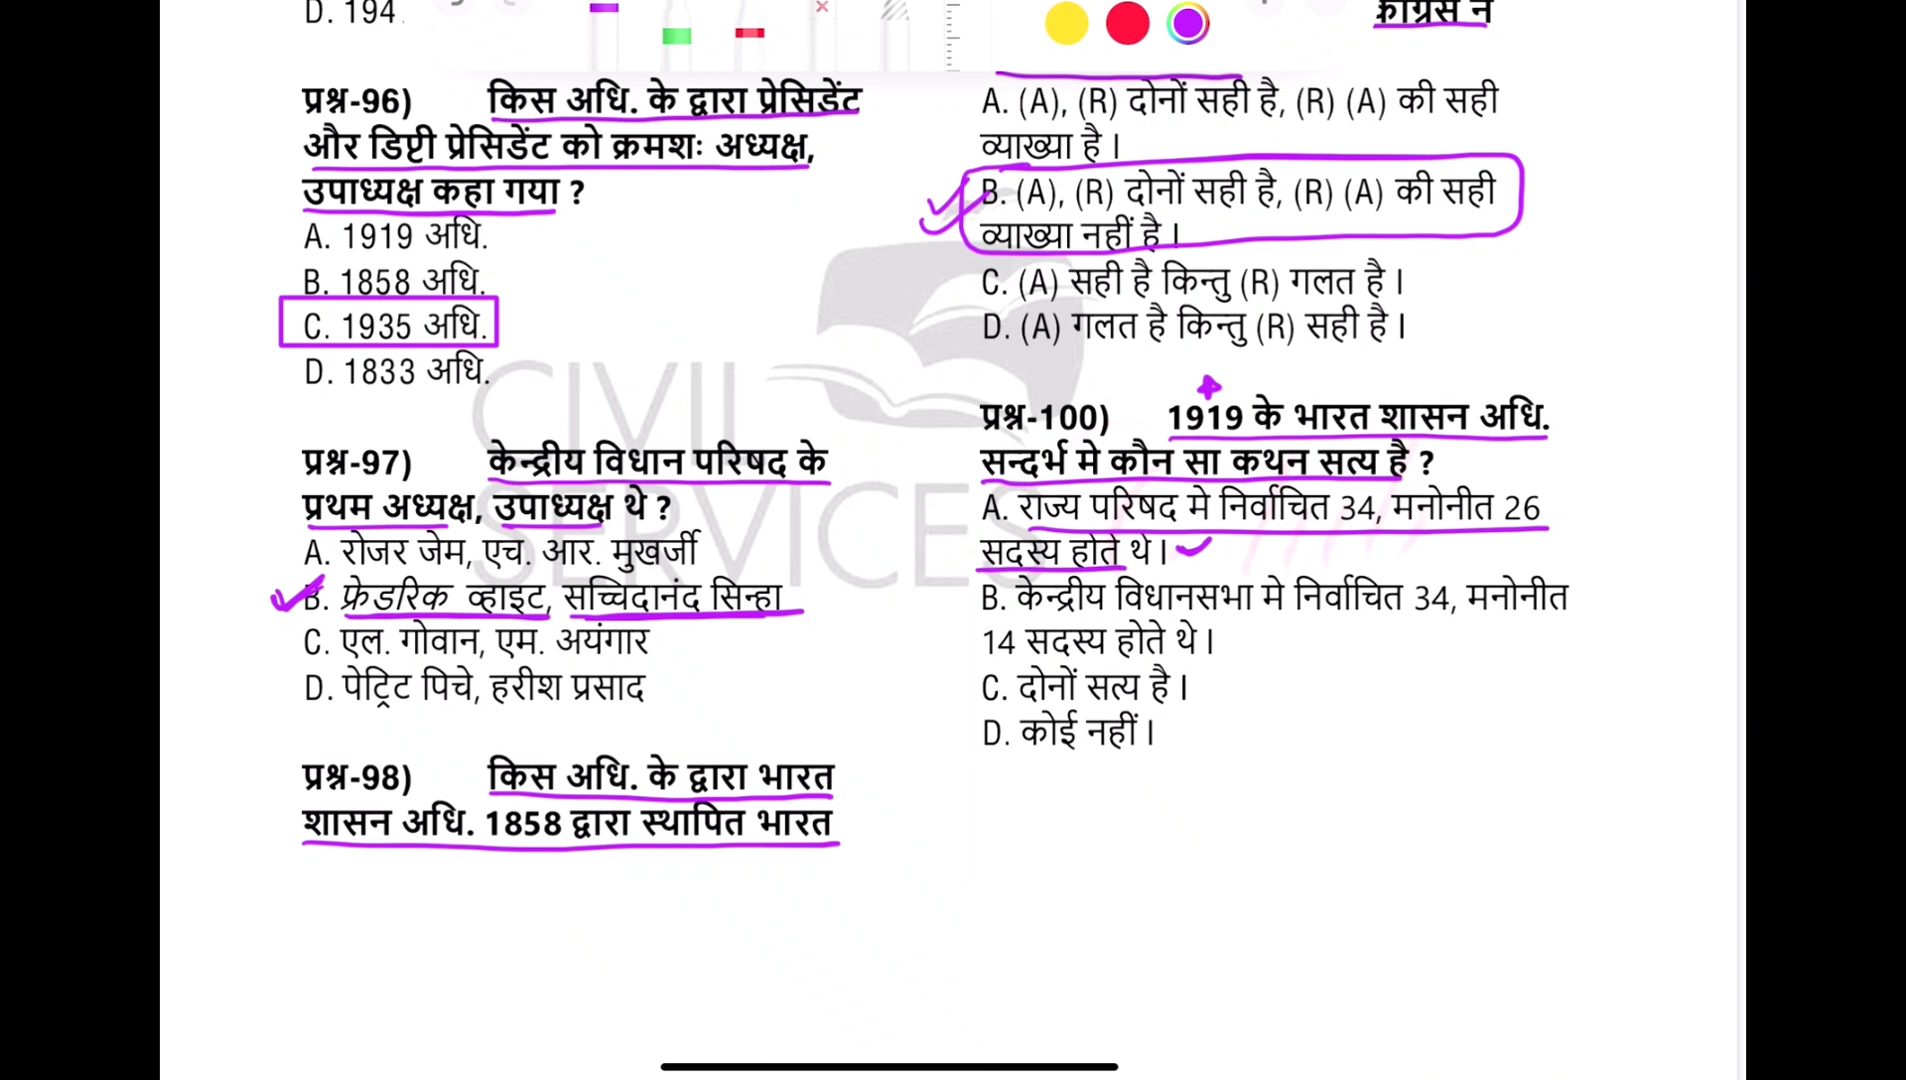 D. 194
प्रश्न-96) किस अधि. के द्वारा प्रेसिडेंट
और डिप्टी प्रेसिडेंट को क्रमशः अध्यक्ष,
उपाध्यक्ष कहा गया ?
A. 1919 अधि.
B. 1858 अधि.
C. 1935 अधि.
D. 1833 अधि.
प्रश्न-97) केन्द्रीय विधान परिषद के
प्रथम अध्यक्ष, उपाध्यक्ष थे ?
A. रोजर जेम, एच. आर. मुखर्जी
B. फ्रेडरिक व्हाइट, सच्चिदानंद सिन्हा
C. एल. गोवान, एम. अयंगार
D. पेट्रिट पिचे, हरीश प्रसाद
प्रश्न-98) किस अधि. के द्वारा भारत
शासन अधि. 1858 द्वारा स्थापित भारत
A. (A), (R) दोनों सही है, (R) (A) की सही
व्याख्या है।
B. (A), (R) दोनों सही है, (R) (A) की सही
व्याख्या नहीं है।
C. (A) सही है किन्तु (R) गलत है।
D. (A) गलत है किन्तु (R) सही है।
प्रश्न-100) 1919 के भारत शासन अधि.
सन्दर्भ मे कौन सा कथन सत्य है ?
A. राज्य परिषद मे निर्वाचित 34, मनोनीत 26
सदस्य होते थे।
B. केन्द्रीय विधानसभा मे निर्वाचित 34, मनोनीत
14 सदस्य होते थे।
C. दोनों सत्य है।
D. कोई नहीं।
CIVIL
SERVICES